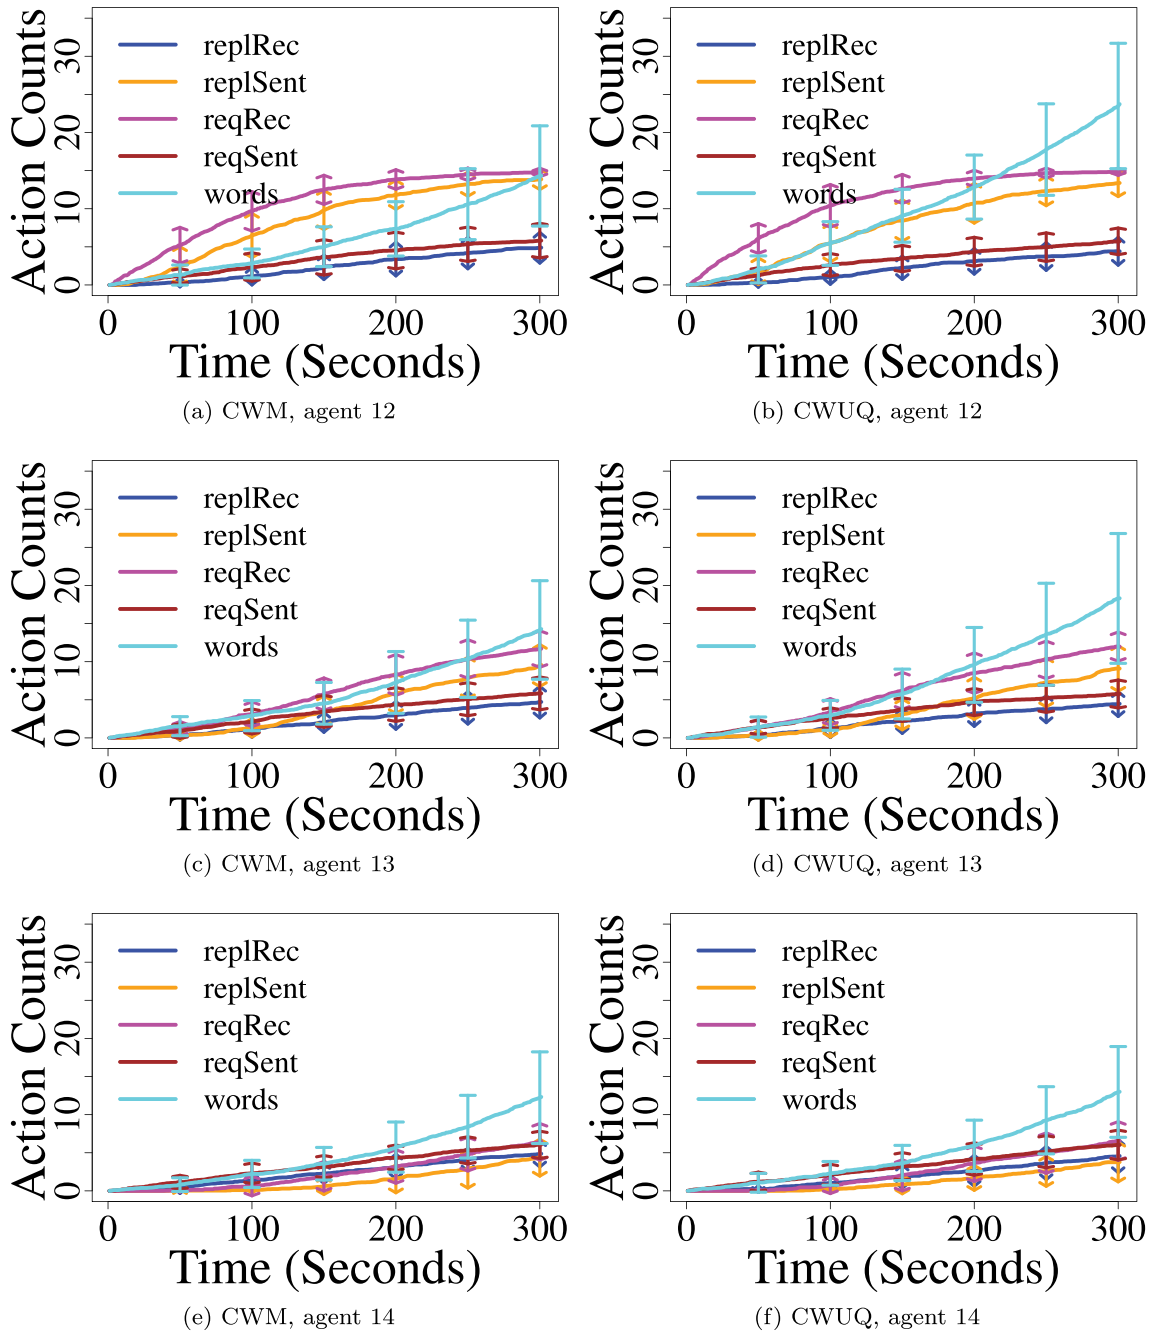 Action Counts
0 10 20 30
replRec
replSent
reqRec
reqSent
words
0 100 200 300
Time (Seconds)
(a) CWM, agent 12
Action Counts
0 10 20 30
replRec
replSent
reqRec
reqSent
words
0 100 200 300
Time (Seconds)
(b) CWUQ, agent 12
Action Counts
0 10 20 30
replRec
replSent
reqRec
reqSent
words
0 100 200 300
Time (Seconds)
(c) CWM, agent 13
Action Counts
0 10 20 30
replRec
replSent
reqRec
reqSent
words
0 100 200 300
Time (Seconds)
(d) CWUQ, agent 13
Action Counts
0 10 20 30
replRec
replSent
reqRec
reqSent
words
0 100 200 300
Time (Seconds)
(e) CWM, agent 14
Action Counts
0 10 20 30
replRec
replSent
reqRec
reqSent
words
0 100 200 300
Time (Seconds)
(f) CWUQ, agent 14